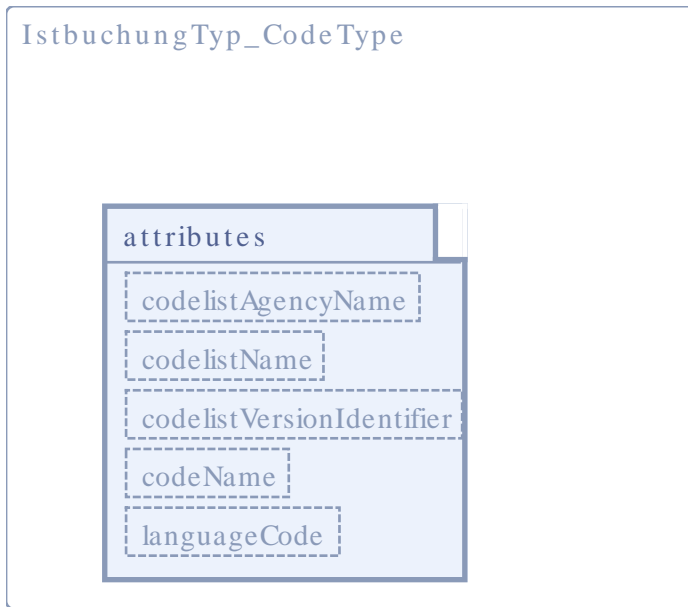 IstbuchungTyp_CodeType
attributes
codelistAgencyName
codelistName
codelistVersionIdentifier
codeName
languageCode